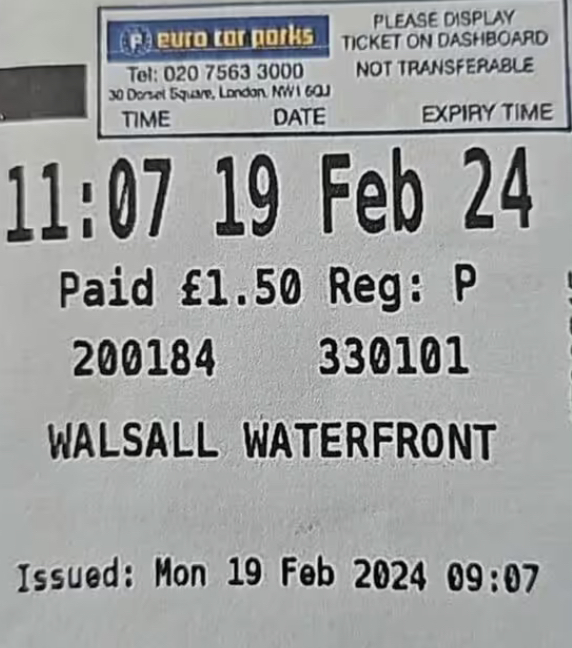 euro car parks
Tel: 020 7563 3000
30 Dorset Square, London, NW1 6QJ
PLEASE DISPLAY
TICKET ON DASHBOARD
NOT TRANSFERABLE
TIME DATE EXPIRY TIME
11:07 19 Feb 24
Paid £1.50 Reg: P
200184 330101
WALSALL WATERFRONT
Issued: Mon 19 Feb 2024 09:07